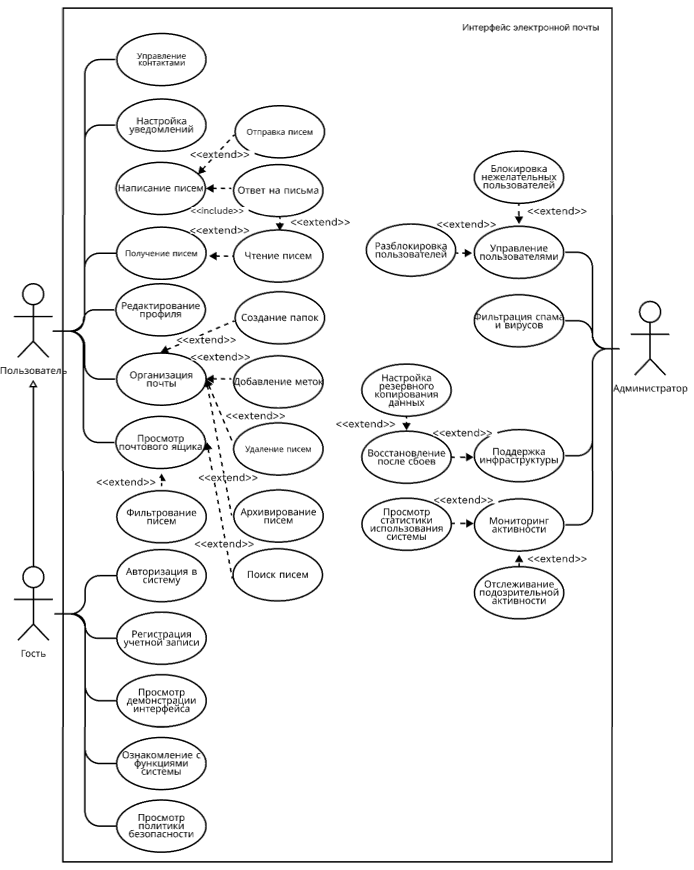 Интерфейс электронной почты
Управление
контактами
Настройка
уведомлений
Отправка писем
<<extend>>
Написание писем
Ответ на письма
<<include>>
<<extend>>
<<extend>>
Получение писем
Чтение писем
Редактирование
профиля
Создание папок
<<extend>>
<<extend>>
Организация
почты
Добавление меток
<<extend>>
Просмотр
почтового ящика
Удаление писем
<<extend>>
<<extend>>
Фильтрование
писем
Архивирование
писем
<<extend>>
Авторизация в
систему
Поиск писем
Регистрация
учетной записи
Просмотр
демонстрации
интерфейса
Ознакомление с
функциями
системы
Просмотр
политики
безопасности
Пользователь
Гость
Блокировка
нежелательных
пользователей
<<extend>>
<<extend>>
Разблокировка
пользователей
Управление
пользователями
Фильтрация спама
и вирусов
Администратор
Настройка
резервного
копирования
данных
<<extend>>
<<extend>>
Восстановление
после сбоев
Поддержка
инфраструктуры
<<extend>>
Просмотр
статистики
использования
системы
Мониторинг
активности
<<extend>>
Отслеживание
подозрительной
активности